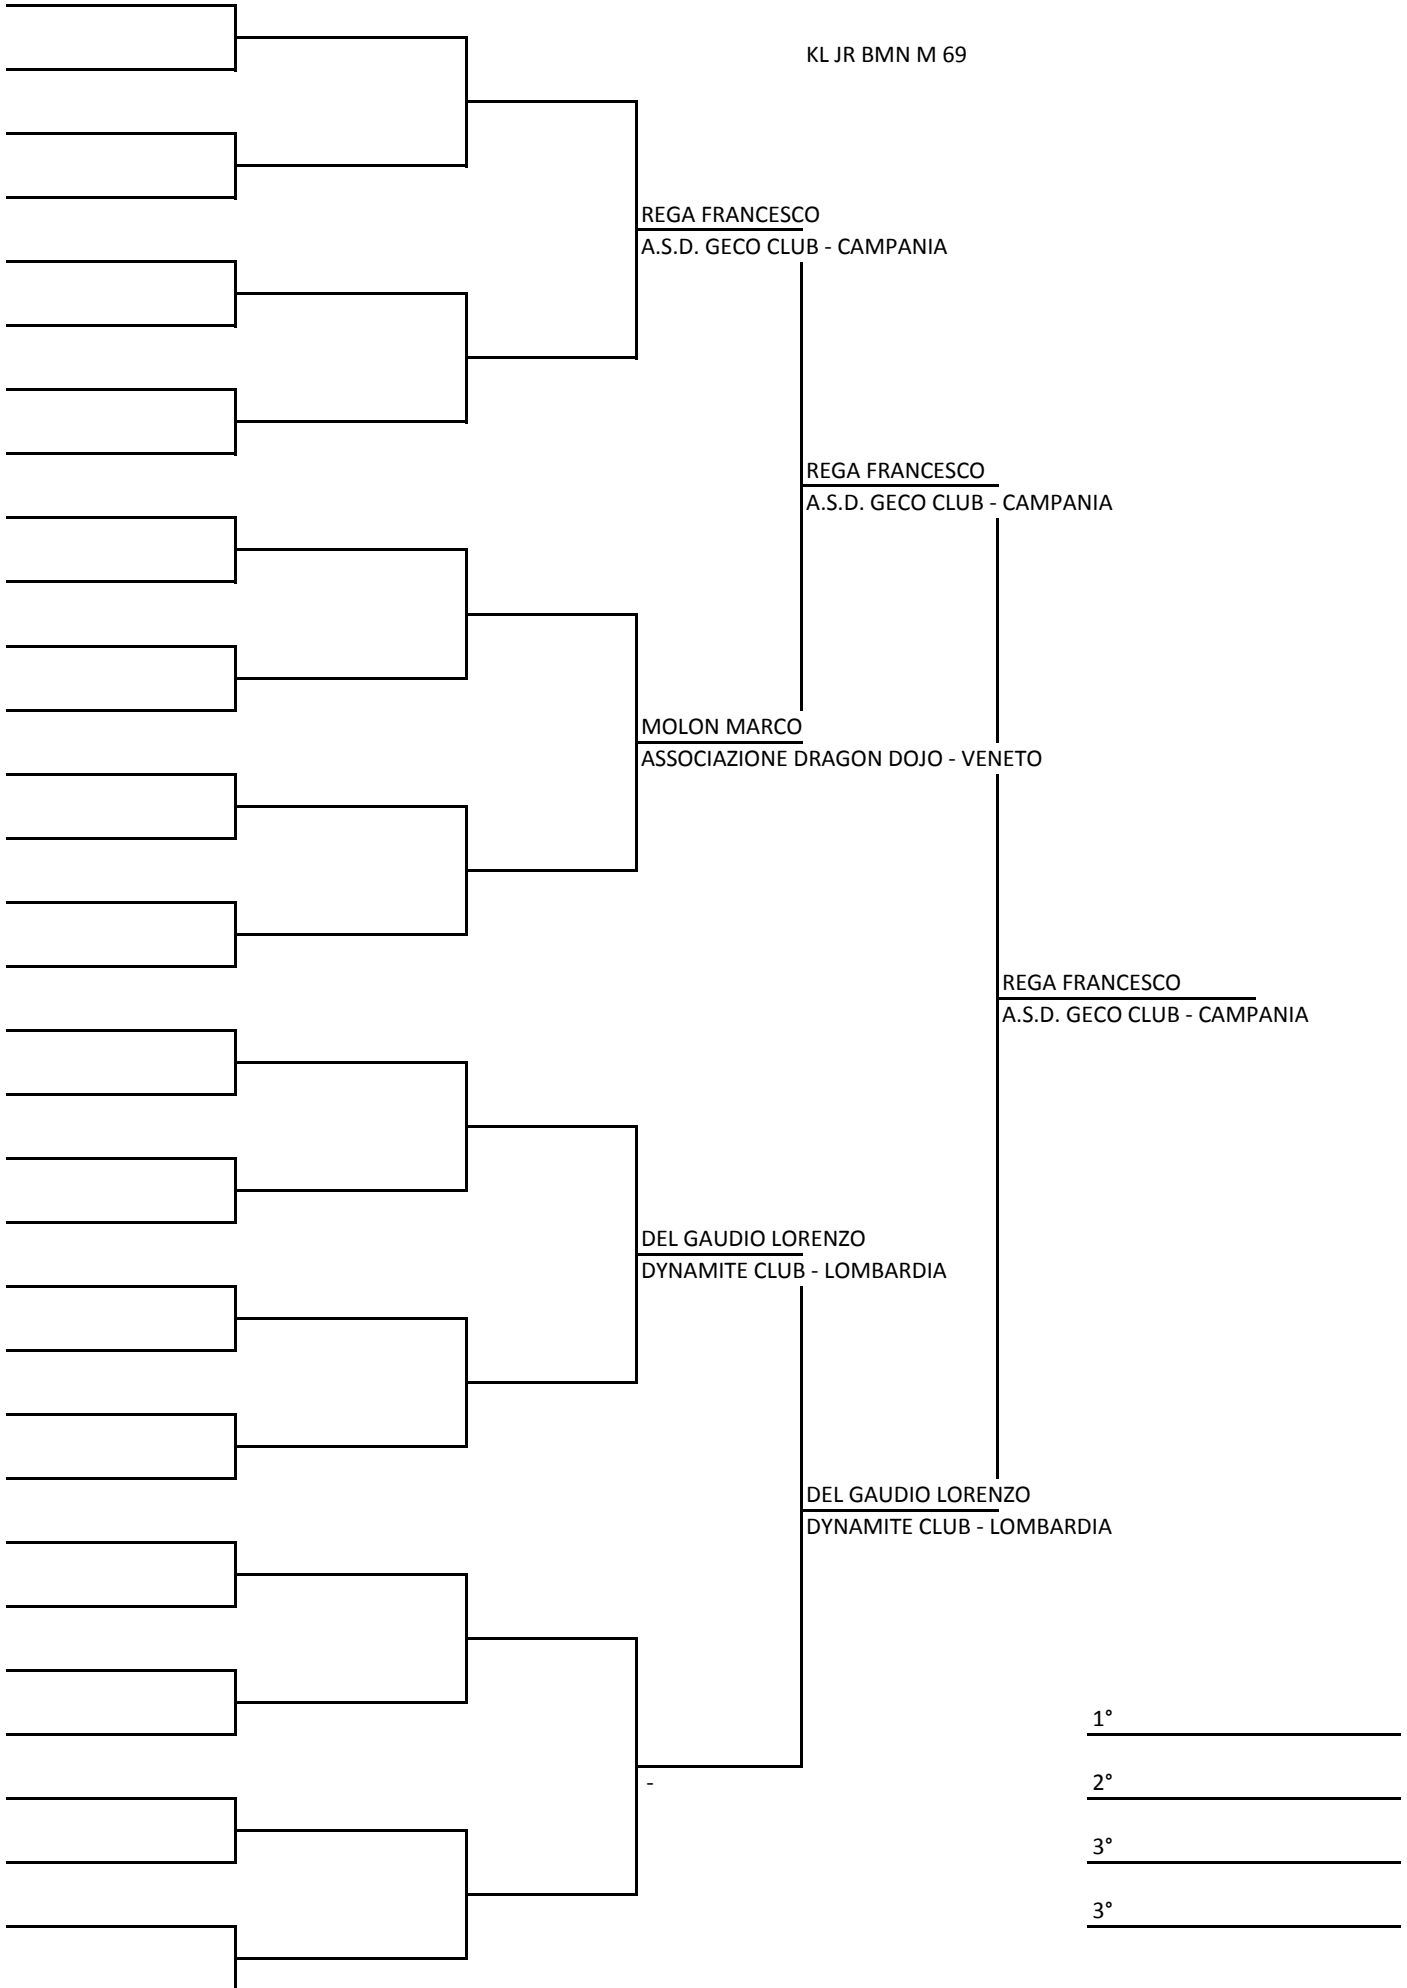 KL JR BMN M 69
REGA FRANCESCO
A.S.D. GECO CLUB - CAMPANIA
REGA FRANCESCO
A.S.D. GECO CLUB - CAMPANIA
MOLON MARCO
ASSOCIAZIONE DRAGON DOJO - VENETO
REGA FRANCESCO
A.S.D. GECO CLUB - CAMPANIA
DEL GAUDIO LORENZO
DYNAMITE CLUB - LOMBARDIA
DEL GAUDIO LORENZO
DYNAMITE CLUB - LOMBARDIA
1°
-
2°
3°
3°